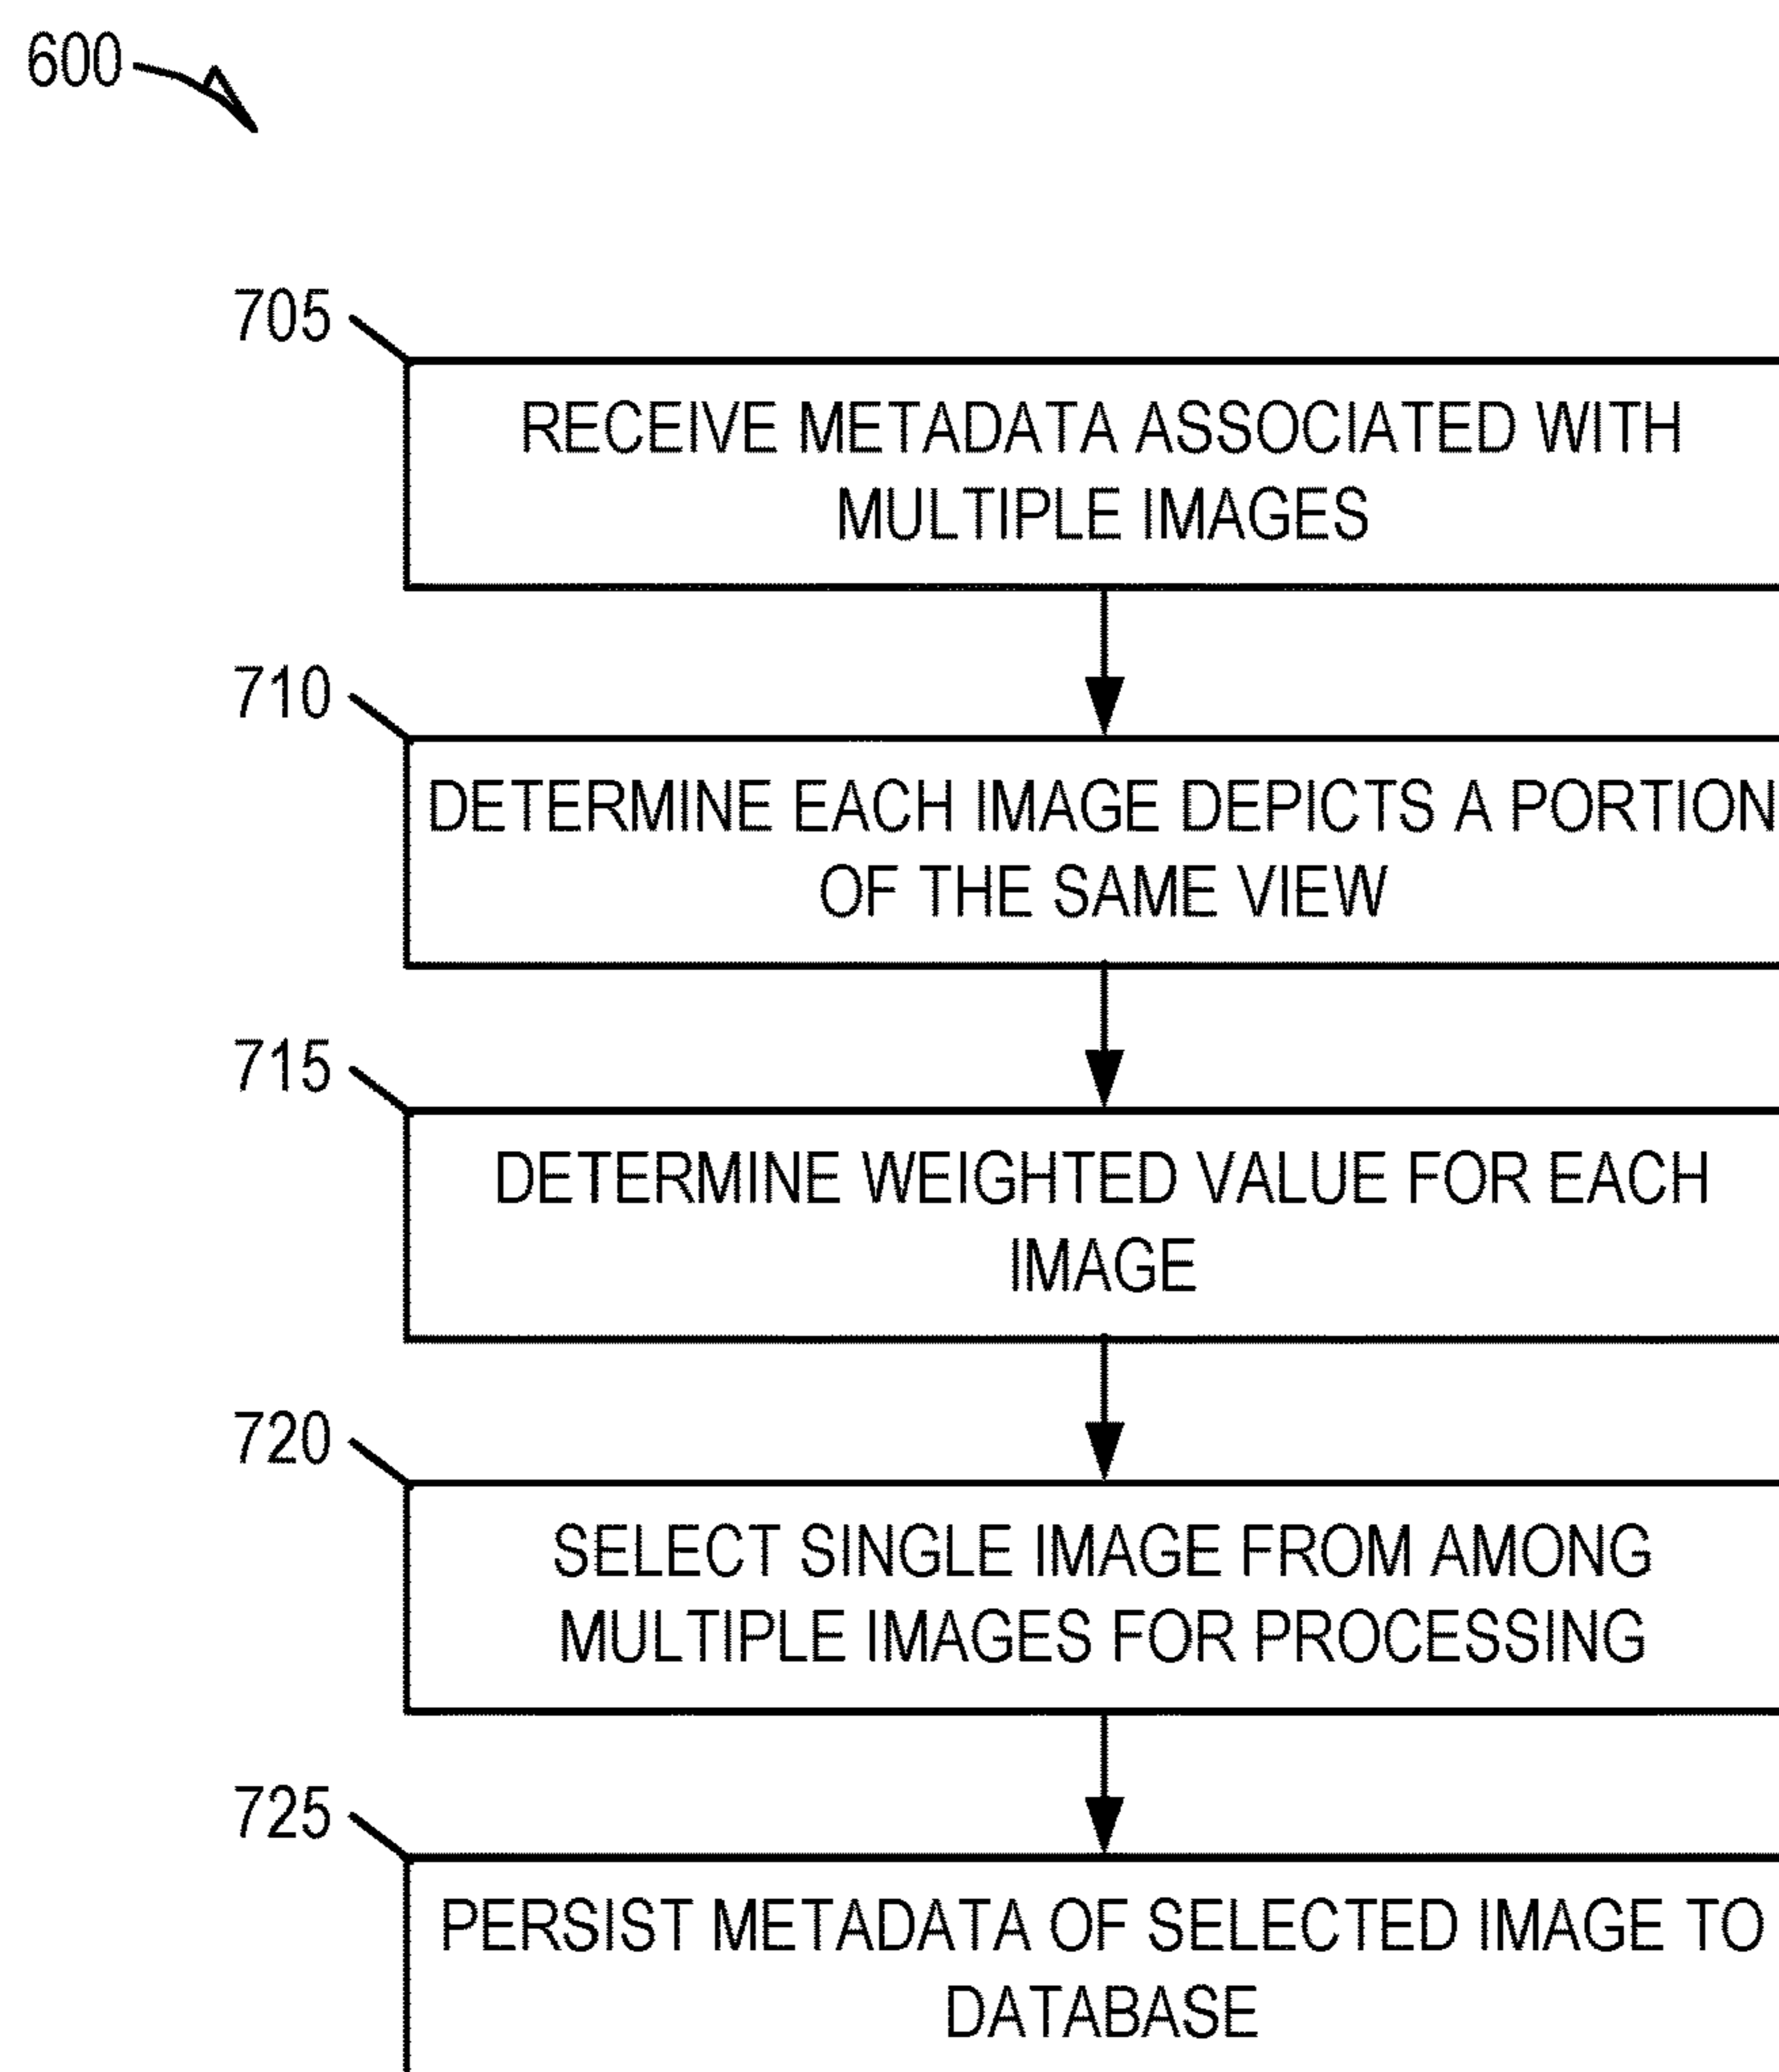 600
705
RECEIVE METADATA ASSOCIATED WITH
MULTIPLE IMAGES
710
DETERMINE EACH IMAGE DEPICTS A PORTION
OF THE SAME VIEW
715
DETERMINE WEIGHTED VALUE FOR EACH
IMAGE
720
SELECT SINGLE IMAGE FROM AMONG
MULTIPLE IMAGES FOR PROCESSING
725
PERSIST METADATA OF SELECTED IMAGE TO
DATABASE